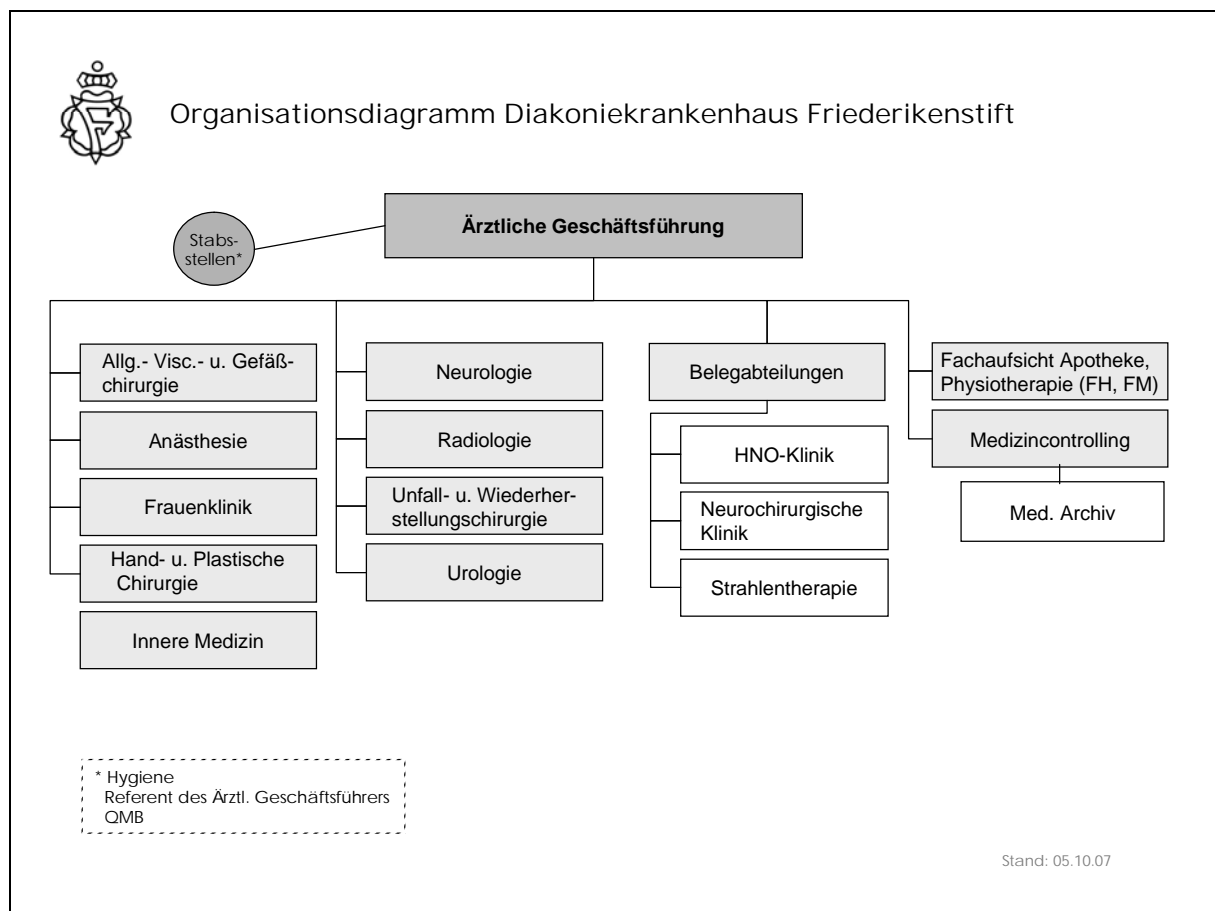 Organisationsdiagramm Diakoniekrankenhaus Friederikenstift
Ärztliche Geschäftsführung
Stabs-
stellen*
Allg.- Visc.- u. Gefäß-
chirurgie
Anästhesie
Frauenklinik
Hand- u. Plastische
Chirurgie
Innere Medizin
Neurologie
Radiologie
Unfall- u. Wiederher-
stellungschirurgie
Urologie
Belegabteilungen
HNO-Klinik
Neurochirurgische
Klinik
Strahlentherapie
Fachaufsicht Apotheke,
Physiotherapie (FH, FM)
Medizincontrolling
Med. Archiv
* Hygiene
Referent des Ärztl. Geschäftsführers
QMB
Stand: 05.10.07